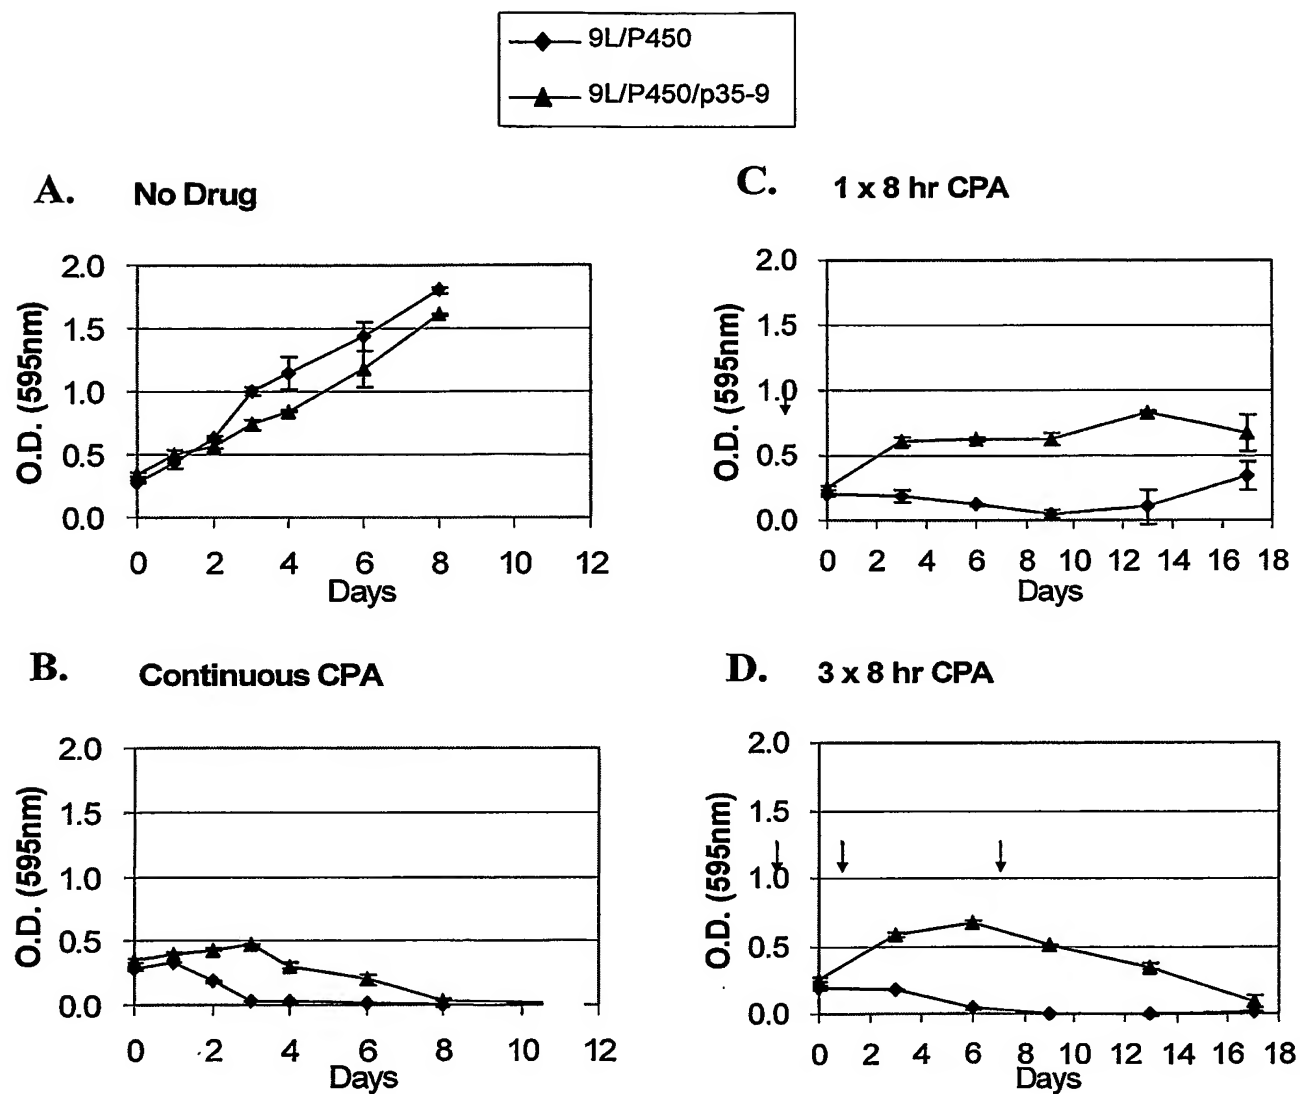 9L/P450
9L/P450/p35-9
A. No Drug
O.D. (595nm)
2.0
1.5
1.0
0.5
0.0
0 2 4 6 8 10 12
Days
C. 1 x 8 hr CPA
O.D. (595nm)
2.0
1.5
1.0
0.5
0.0
0 2 4 6 8 10 12 14 16 18
Days
B. Continuous CPA
O.D. (595nm)
2.0
1.5
1.0
0.5
0.0
0 2 4 6 8 10 12
Days
D. 3 x 8 hr CPA
O.D. (595nm)
2.0
1.5
1.0
0.5
0.0
0 2 4 6 8 10 12 14 16 18
Days